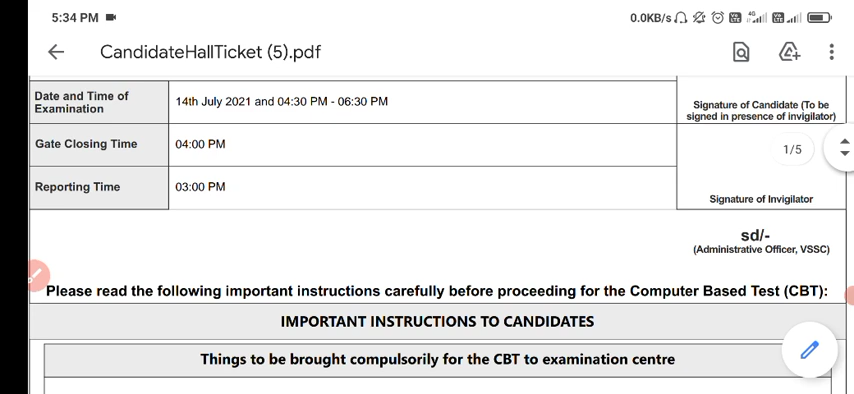 5:34 PM
0.0KB/s
4G
CandidateHallTicket (5).pdf
Date and Time of
Examination
14th July 2021 and 04:30 PM - 06:30 PM
Signature of Candidate (To be
signed in presence of invigilator)
Gate Closing Time
04:00 PM
1/5
Reporting Time
03:00 PM
Signature of Invigilator
sd/-
(Administrative Officer, VSSC)
Please read the following important instructions carefully before proceeding for the Computer Based Test (CBT):
IMPORTANT INSTRUCTIONS TO CANDIDATES
Things to be brought compulsorily for the CBT to examination centre